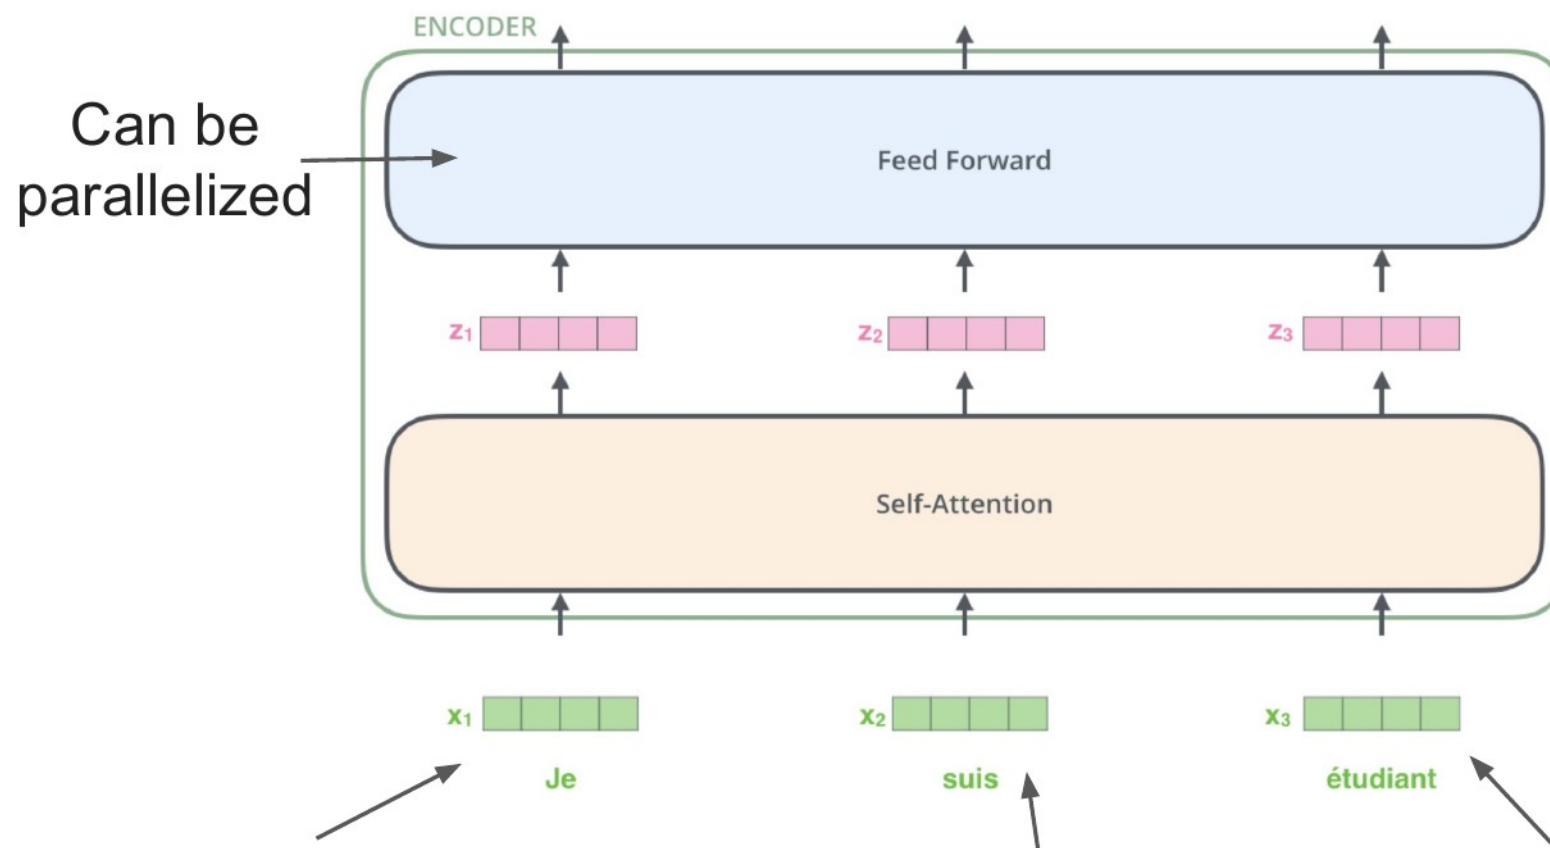 ENCODER
Can be
parallelized
Feed Forward
z₁ z₂ z₃
Self-Attention
x₁ x₂ x₃
Je suis étudiant